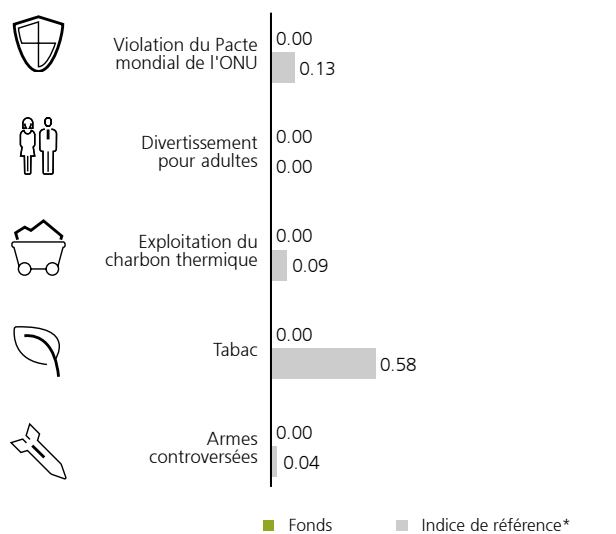 Violation du Pacte
mondial de l'ONU
0.00
0.13
Divertissement
pour adultes
0.00
0.00
Exploitation du
charbon thermique
0.00
0.09
Tabac
0.00
0.58
Armes
controversées
0.00
0.04
Fonds
Indice de référence*